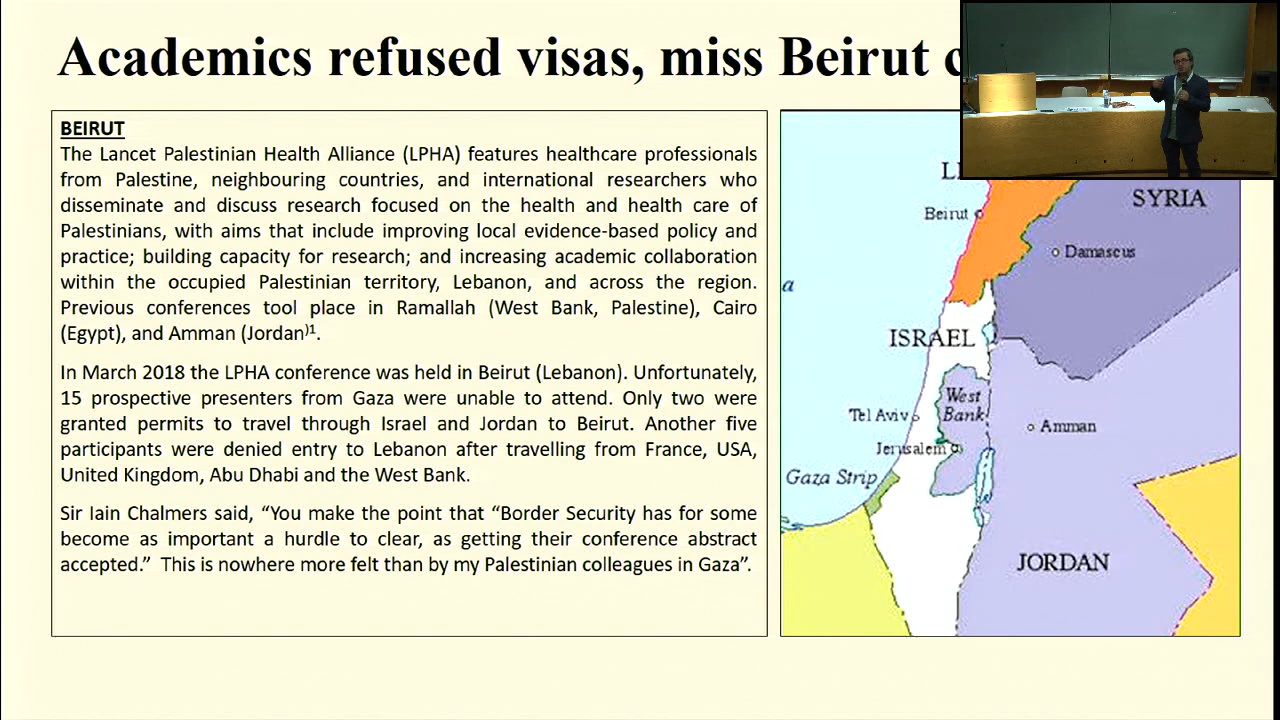 Academics refused visas, miss Beirut
BEIRUT
The Lancet Palestinian Health Alliance (LPHA) features healthcare professionals
from Palestine, neighbouring countries, and international researchers who
disseminate and discuss research focused on the health and health care of
Palestinians, with aims that include improving local evidence-based policy and
practice; building capacity for research; and increasing academic collaboration
within the occupied Palestinian territory, Lebanon, and across the region.
Previous conferences tool place in Ramallah (West Bank, Palestine), Cairo
(Egypt), and Amman (Jordan)1.
In March 2018 the LPHA conference was held in Beirut (Lebanon). Unfortunately,
15 prospective presenters from Gaza were unable to attend. Only two were
granted permits to travel through Israel and Jordan to Beirut. Another five
participants were denied entry to Lebanon after travelling from France, USA,
United Kingdom, Abu Dhabi and the West Bank.
Sir Iain Chalmers said, “You make the point that “Border Security has for some
become as important a hurdle to clear, as getting their conference abstract
accepted.” This is nowhere more felt than by my Palestinian colleagues in Gaza”.
SYRIA
Beirut
Damascus
a
ISRAEL
West
Bank
Tel Aviv
Amman
Jerusalem
Gaza Strip
JORDAN